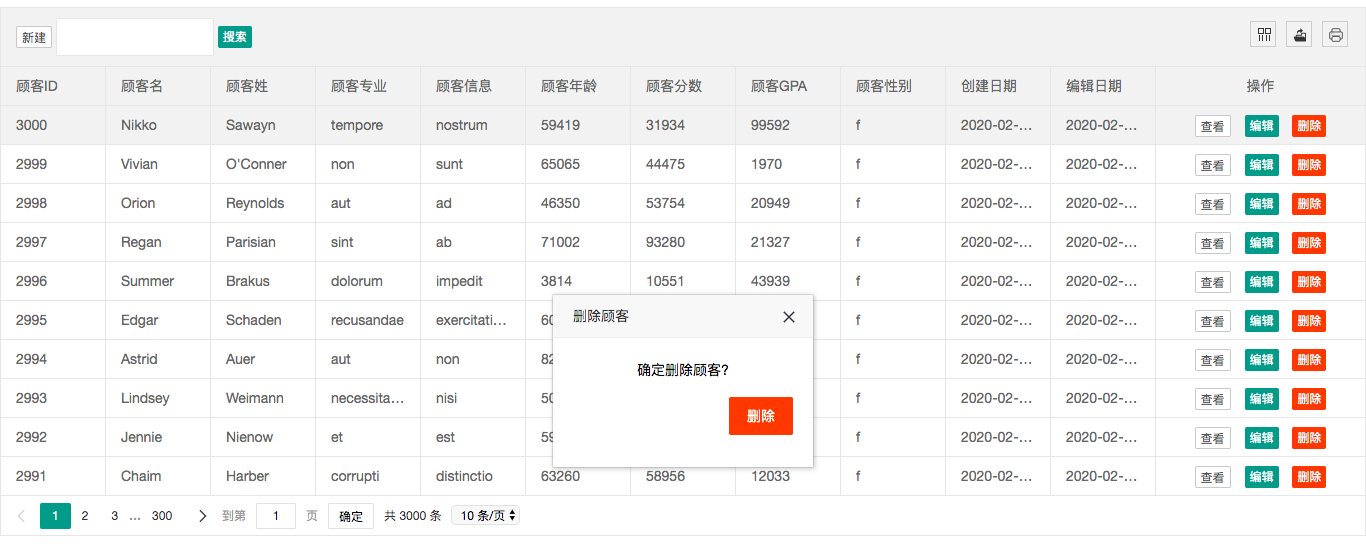 新建 搜索
顾客ID 顾客名 顾客姓 顾客专业 顾客信息 顾客年龄 顾客分数 顾客GPA 顾客性别 创建日期 编辑日期 操作
3000 Nikko Sawayn tempore nostrum 59419 31934 99592 f 2020-02-... 2020-02-... 查看 编辑 删除
2999 Vivian O'Conner non sunt 65065 44475 1970 f 2020-02-... 2020-02-... 查看 编辑 删除
2998 Orion Reynolds aut ad 46350 53754 20949 f 2020-02-... 2020-02-... 查看 编辑 删除
2997 Regan Parisian sint ab 71002 93280 21327 f 2020-02-... 2020-02-... 查看 编辑 删除
2996 Summer Brakus dolorum impedit 3814 10551 43939 f 2020-02-... 2020-02-... 查看 编辑 删除
2995 Edgar Schaden recusandae exercitati... f 2020-02-... 2020-02-... 查看 编辑 删除
删除顾客
2994 Astrid Auer aut non f 2020-02-... 2020-02-... 查看 编辑 删除
确定删除顾客?
2993 Lindsey Weimann necessita... nisi f 2020-02-... 2020-02-... 查看 编辑 删除
删除
2992 Jennie Nienow et est f 2020-02-... 2020-02-... 查看 编辑 删除
2991 Chaim Harber corrupti distinctio 63260 58956 12033 f 2020-02-... 2020-02-... 查看 编辑 删除
1 2 3 ... 300 到第 1 页 确定 共 3000 条 10 条/页